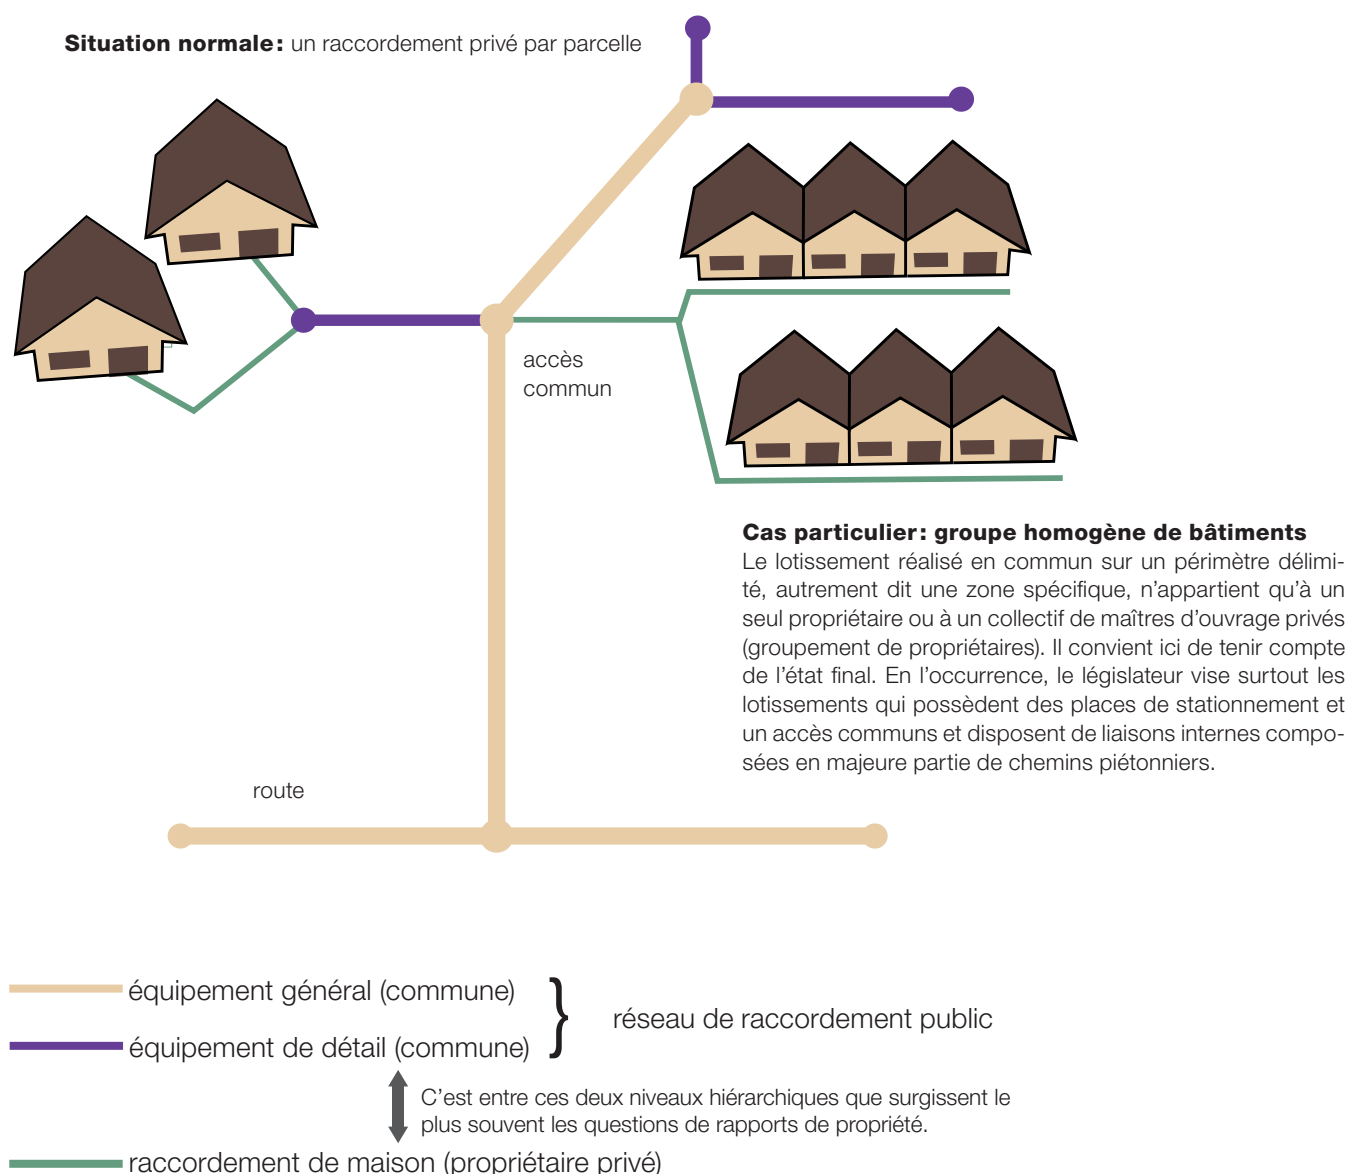 Situation normale : un raccordement privé par parcelle
accès
commun
Cas particulier : groupe homogène de bâtiments
Le lotissement réalisé en commun sur un périmètre délimi-
té, autrement dit une zone spécifique, n’appartient qu’à un
seul propriétaire ou à un collectif de maîtres d’ouvrage privés
(groupement de propriétaires). Il convient ici de tenir compte
de l’état final. En l’occurrence, le législateur vise surtout les
lotissements qui possèdent des places de stationnement et
un accès communs et disposent de liaisons internes compo-
sées en majeure partie de chemins piétonniers.
route
équipement général (commune)
réseau de raccordement public
équipement de détail (commune)
C’est entre ces deux niveaux hiérarchiques que surgissent le
plus souvent les questions de rapports de propriété.
raccordement de maison (propriétaire privé)